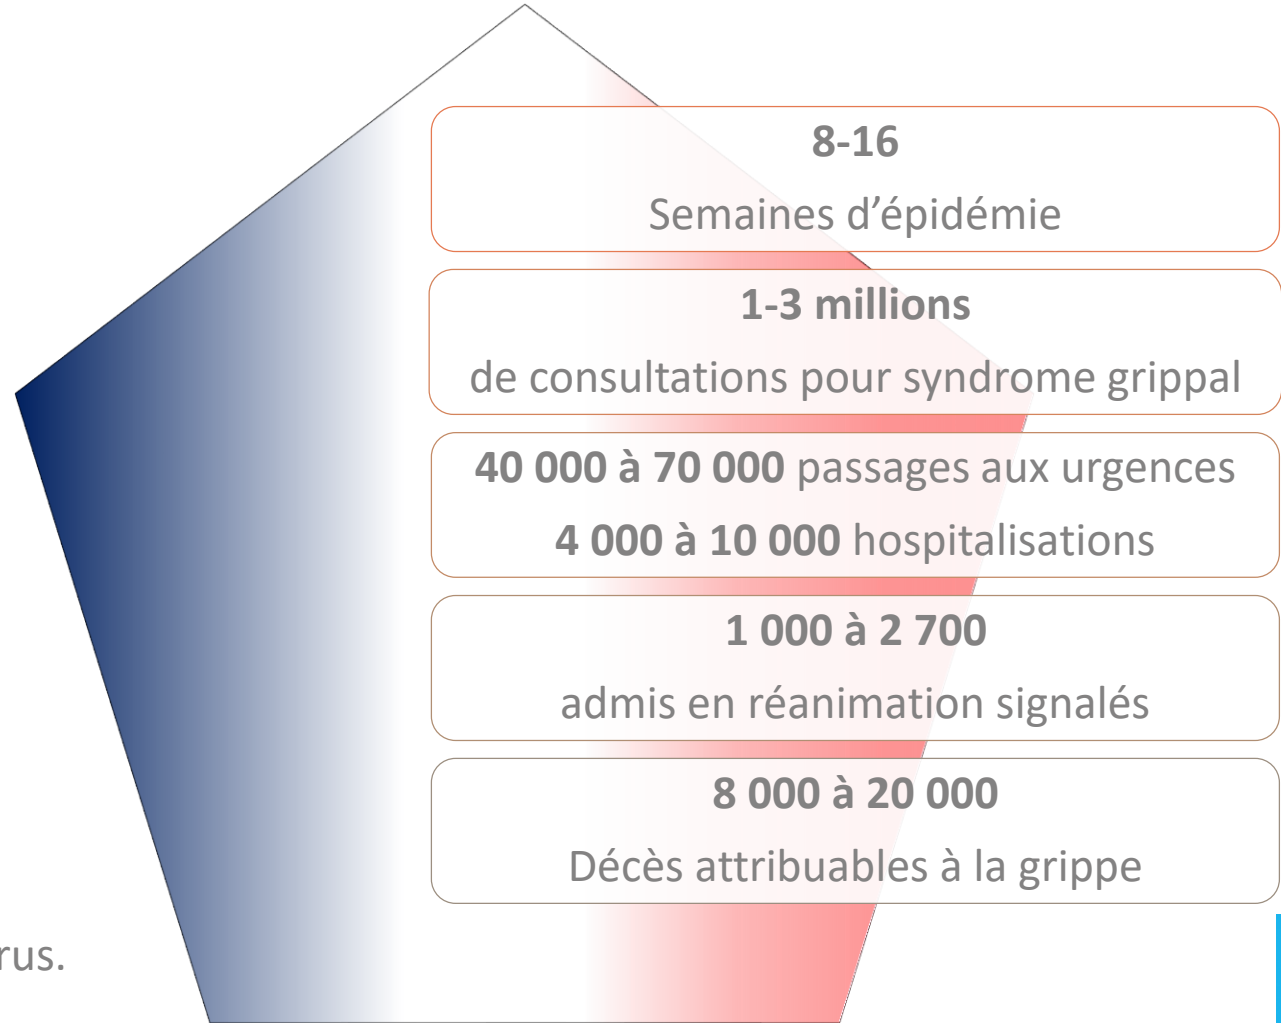 8-16
Semaines d’épidémie
1-3 millions
de consultations pour syndrome grippal
40 000 à 70 000 passages aux urgences
4 000 à 10 000 hospitalisations
1 000 à 2 700
admis en réanimation signalés
8 000 à 20 000
Décès attribuables à la grippe
rus.